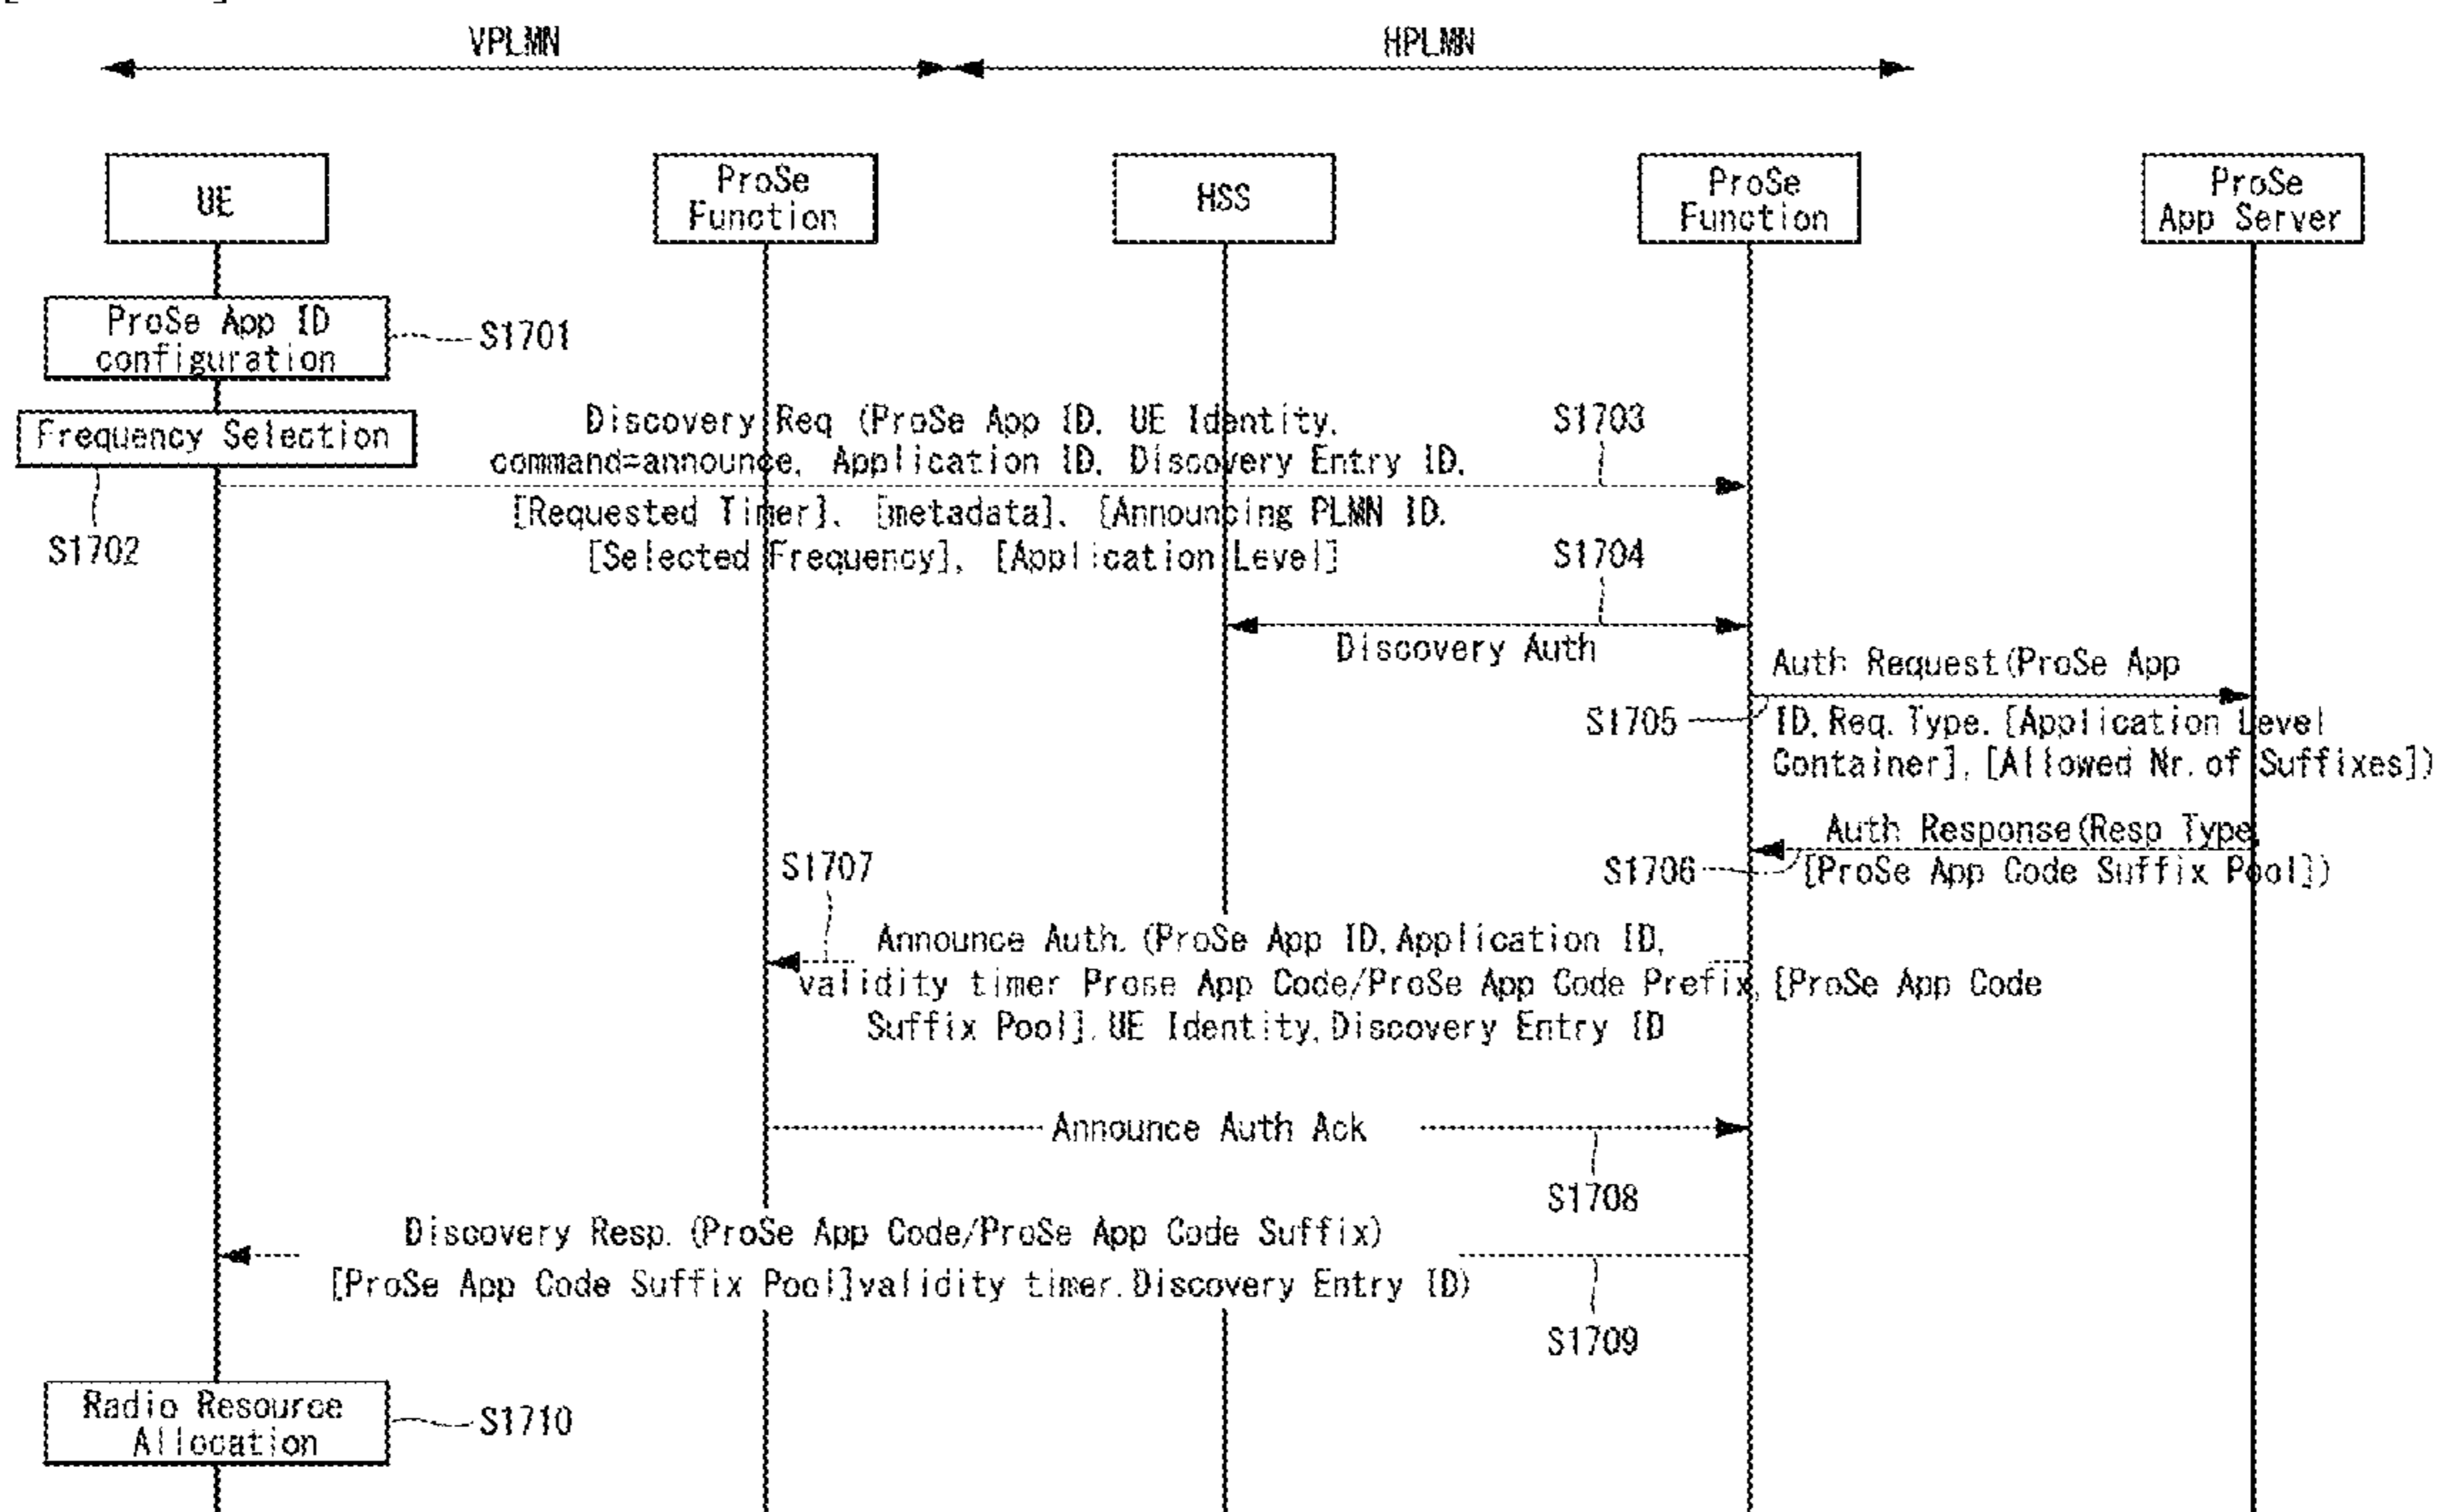 VPLMN
HPLMN
UE
ProSe
Function
HSS
ProSe
Function
ProSe
App Server
ProSe App ID
configuration
S1701
Frequency Selection
S1702
Discovery Req (ProSe App ID, UE Identity,
command=announce, Application ID, Discovery Entry ID,
[Requested Timer], [metadata], [Announcing PLMN ID,
[Selected Frequency], [Application Level]
S1703
S1704
Discovery Auth
Auth Request(ProSe App
ID, Req. Type, [Application Level
Container], [Allowed Nr. of Suffixes])
S1705
Auth Response(Resp Type
[ProSe App Code Suffix Pool])
S1706
S1707
Announce Auth. (ProSe App ID, Application ID,
validity timer Prose App Code/ProSe App Code Prefix, [ProSe App Code
Suffix Pool], UE Identity, Discovery Entry ID
Announce Auth Ack
S1708
Discovery Resp. (ProSe App Code/ProSe App Code Suffix)
[ProSe App Code Suffix Pool]validity timer, Discovery Entry ID)
S1709
Radio Resource
Allocation
S1710